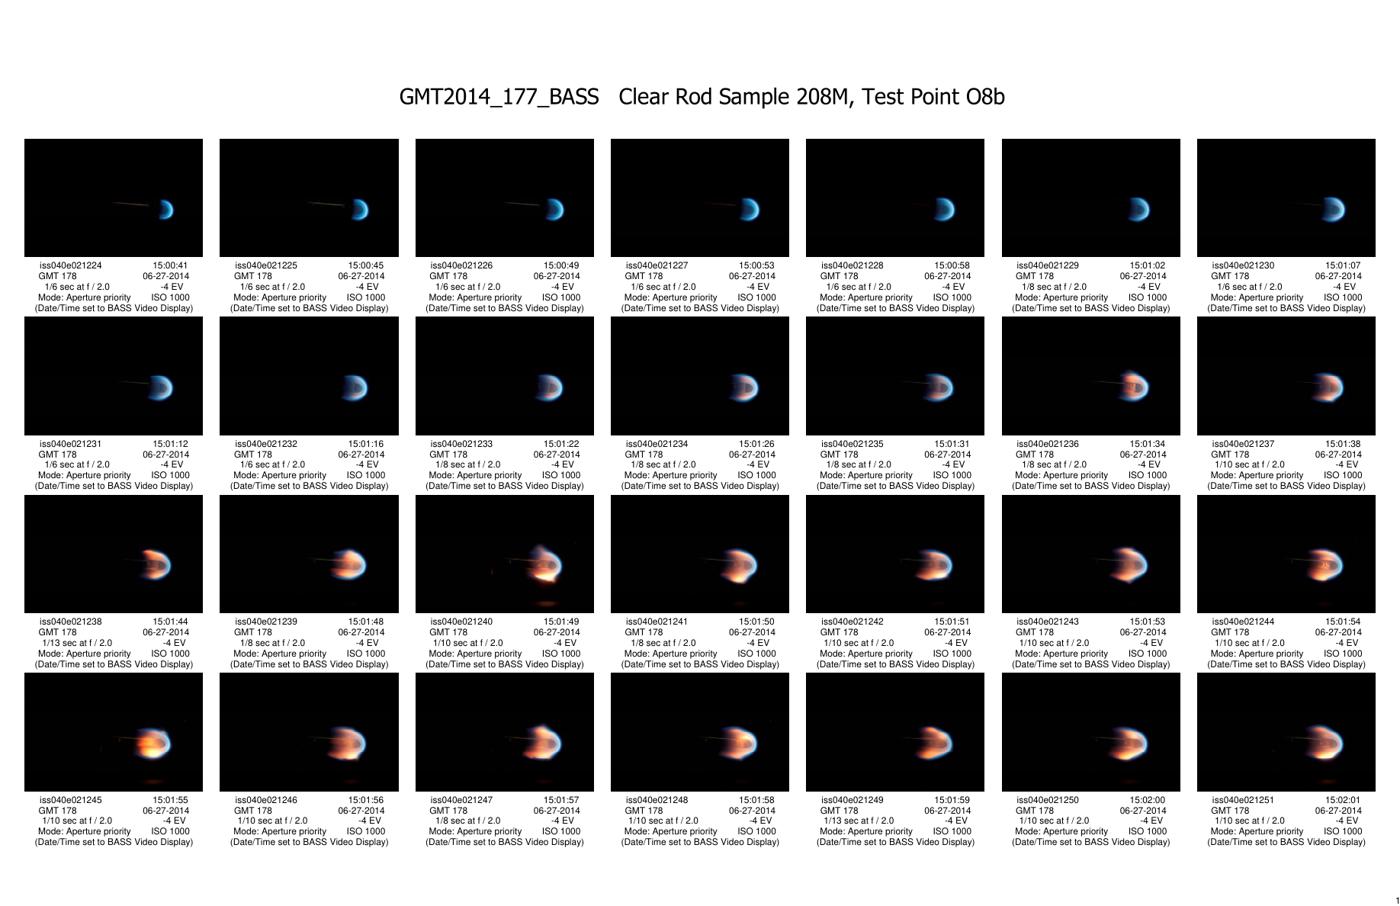 GMT2014_177_BASS Clear Rod Sample 208M, Test Point O8b
iss040e021224 15:00:41 iss040e021225 15:00:45 iss040e021226 15:00:49 iss040e021227 15:00:53 iss040e021228 15:00:58 iss040e021229 15:01:02 iss040e021230 15:01:07
GMT 178 06-27-2014 GMT 178 06-27-2014 GMT 178 06-27-2014 GMT 178 06-27-2014 GMT 178 06-27-2014 GMT 178 06-27-2014 GMT 178 06-27-2014
1/6 sec at f / 2.0 -4 EV 1/6 sec at f / 2.0 -4 EV 1/6 sec at f / 2.0 -4 EV 1/6 sec at f / 2.0 -4 EV 1/6 sec at f / 2.0 -4 EV 1/8 sec at f / 2.0 -4 EV 1/6 sec at f / 2.0 -4 EV
Mode: Aperture priority ISO 1000 Mode: Aperture priority ISO 1000 Mode: Aperture priority ISO 1000 Mode: Aperture priority ISO 1000 Mode: Aperture priority ISO 1000 Mode: Aperture priority ISO 1000 Mode: Aperture priority ISO 1000
(Date/Time set to BASS Video Display) (Date/Time set to BASS Video Display) (Date/Time set to BASS Video Display) (Date/Time set to BASS Video Display) (Date/Time set to BASS Video Display) (Date/Time set to BASS Video Display) (Date/Time set to BASS Video Display)
iss040e021231 15:01:12 iss040e021232 15:01:16 iss040e021233 15:01:22 iss040e021234 15:01:26 iss040e021235 15:01:31 iss040e021236 15:01:34 iss040e021237 15:01:38
GMT 178 06-27-2014 GMT 178 06-27-2014 GMT 178 06-27-2014 GMT 178 06-27-2014 GMT 178 06-27-2014 GMT 178 06-27-2014 GMT 178 06-27-2014
1/6 sec at f / 2.0 -4 EV 1/6 sec at f / 2.0 -4 EV 1/8 sec at f / 2.0 -4 EV 1/8 sec at f / 2.0 -4 EV 1/8 sec at f / 2.0 -4 EV 1/8 sec at f / 2.0 -4 EV 1/10 sec at f / 2.0 -4 EV
Mode: Aperture priority ISO 1000 Mode: Aperture priority ISO 1000 Mode: Aperture priority ISO 1000 Mode: Aperture priority ISO 1000 Mode: Aperture priority ISO 1000 Mode: Aperture priority ISO 1000 Mode: Aperture priority ISO 1000
(Date/Time set to BASS Video Display) (Date/Time set to BASS Video Display) (Date/Time set to BASS Video Display) (Date/Time set to BASS Video Display) (Date/Time set to BASS Video Display) (Date/Time set to BASS Video Display) (Date/Time set to BASS Video Display)
iss040e021238 15:01:44 iss040e021239 15:01:48 iss040e021240 15:01:49 iss040e021241 15:01:50 iss040e021242 15:01:51 iss040e021243 15:01:53 iss040e021244 15:01:54
GMT 178 06-27-2014 GMT 178 06-27-2014 GMT 178 06-27-2014 GMT 178 06-27-2014 GMT 178 06-27-2014 GMT 178 06-27-2014 GMT 178 06-27-2014
1/13 sec at f / 2.0 -4 EV 1/8 sec at f / 2.0 -4 EV 1/10 sec at f / 2.0 -4 EV 1/8 sec at f / 2.0 -4 EV 1/10 sec at f / 2.0 -4 EV 1/10 sec at f / 2.0 -4 EV 1/10 sec at f / 2.0 -4 EV
Mode: Aperture priority ISO 1000 Mode: Aperture priority ISO 1000 Mode: Aperture priority ISO 1000 Mode: Aperture priority ISO 1000 Mode: Aperture priority ISO 1000 Mode: Aperture priority ISO 1000 Mode: Aperture priority ISO 1000
(Date/Time set to BASS Video Display) (Date/Time set to BASS Video Display) (Date/Time set to BASS Video Display) (Date/Time set to BASS Video Display) (Date/Time set to BASS Video Display) (Date/Time set to BASS Video Display) (Date/Time set to BASS Video Display)
iss040e021245 15:01:55 iss040e021246 15:01:56 iss040e021247 15:01:57 iss040e021248 15:01:58 iss040e021249 15:01:59 iss040e021250 15:02:00 iss040e021251 15:02:01
GMT 178 06-27-2014 GMT 178 06-27-2014 GMT 178 06-27-2014 GMT 178 06-27-2014 GMT 178 06-27-2014 GMT 178 06-27-2014 GMT 178 06-27-2014
1/10 sec at f / 2.0 -4 EV 1/10 sec at f / 2.0 -4 EV 1/8 sec at f / 2.0 -4 EV 1/10 sec at f / 2.0 -4 EV 1/13 sec at f / 2.0 -4 EV 1/10 sec at f / 2.0 -4 EV 1/10 sec at f / 2.0 -4 EV
Mode: Aperture priority ISO 1000 Mode: Aperture priority ISO 1000 Mode: Aperture priority ISO 1000 Mode: Aperture priority ISO 1000 Mode: Aperture priority ISO 1000 Mode: Aperture priority ISO 1000 Mode: Aperture priority ISO 1000
(Date/Time set to BASS Video Display) (Date/Time set to BASS Video Display) (Date/Time set to BASS Video Display) (Date/Time set to BASS Video Display) (Date/Time set to BASS Video Display) (Date/Time set to BASS Video Display) (Date/Time set to BASS Video Display)